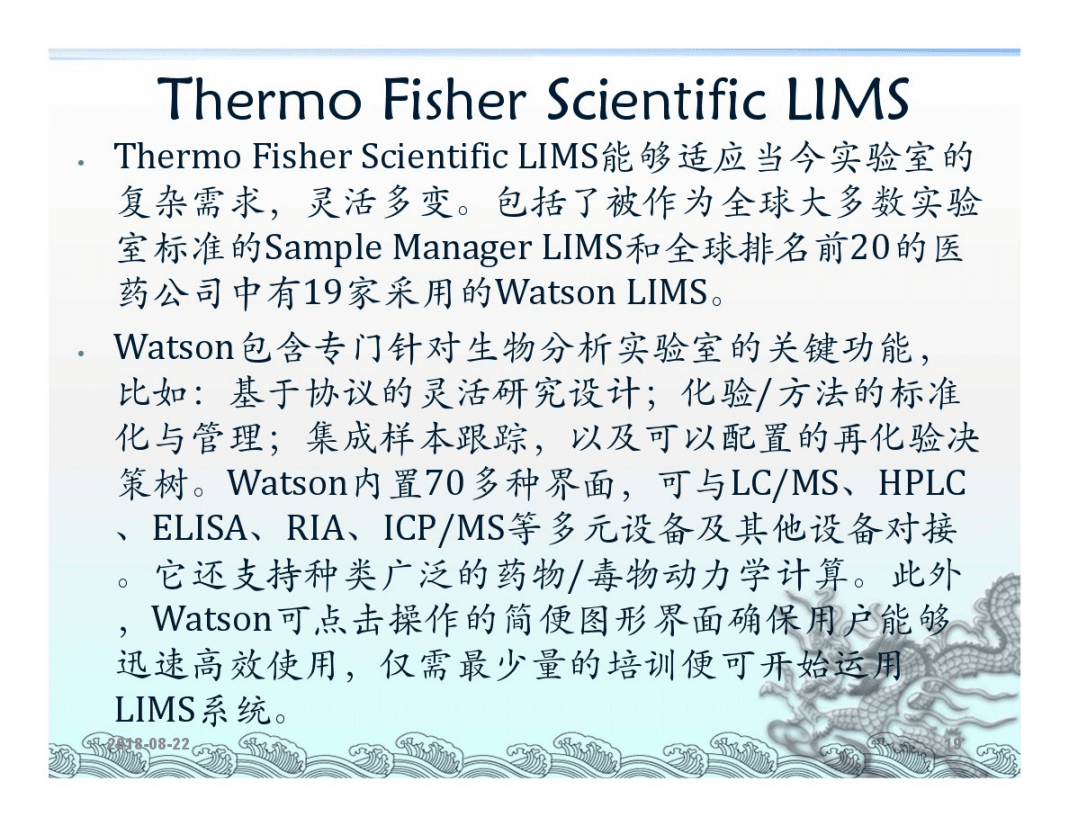 Thermo Fisher Scientific LIMS
• Thermo Fisher Scientific LIMS能够适应当今实验室的
复杂需求，灵活多变。包括了被作为全球大多数实验
室标准的Sample Manager LIMS和全球排名前20的医
药公司中有19家采用的Watson LIMS。
• Watson包含专门针对生物分析实验室的关键功能，
比如：基于协议的灵活研究设计；化验/方法的标准
化与管理；集成样本跟踪，以及可以配置的再化验决
策树。Watson内置70多种界面，可与LC/MS、HPLC
、ELISA、RIA、ICP/MS等多元设备及其他设备对接
。它还支持种类广泛的药物/毒物动力学计算。此外
，Watson可点击操作的简便图形界面确保用户能够
迅速高效使用，仅需最少量的培训便可开始运用
LIMS系统。
2018-08-22
19